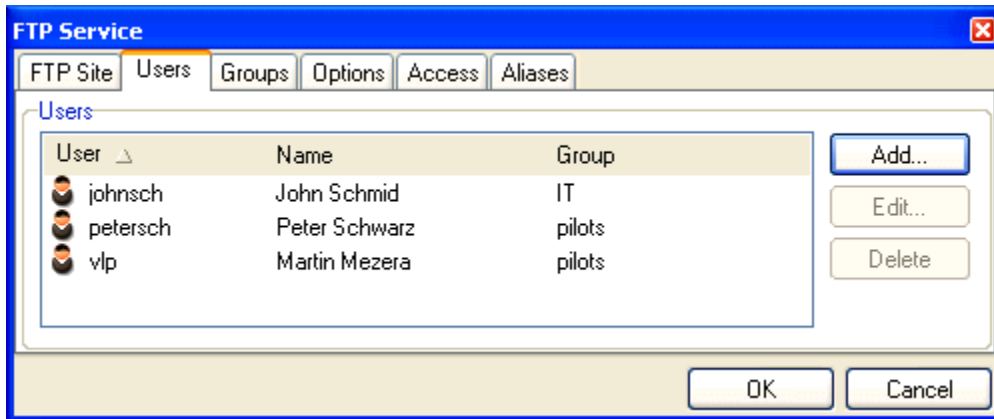 FTP Service
FTP Site Users Groups Options Access Aliases
Users
User Name Group Add...
johnsch John Schmid IT
Edit...
petersch Peter Schwarz pilots
vlp Martin Mezera pilots Delete
OK Cancel